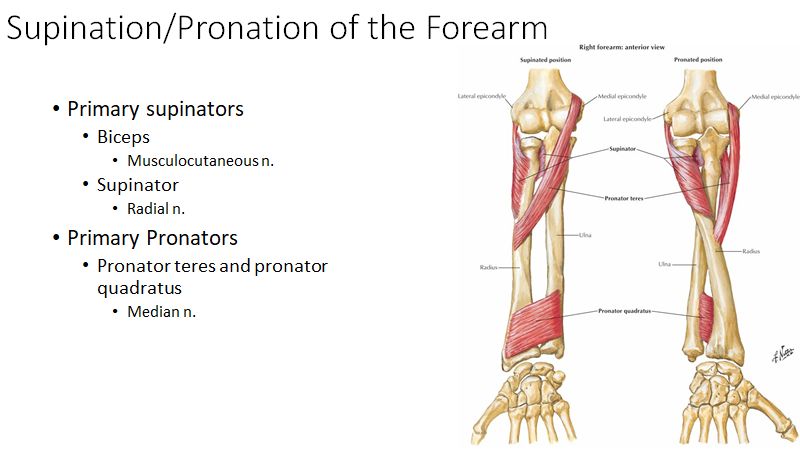 Supination/Pronation of the Forearm
• Primary supinators
• Biceps
• Musculocutaneous n.
• Supinator
• Radial n.
• Primary Pronators
• Pronator teres and pronator
quadratus
• Median n.
Right forearm: anterior view
Supinated position
Pronated position
Lateral epicondyle
Medial epicondyle
Lateral epicondyle
Medial epicondyle
Supinator
Pronator teres
Ulna
Radius
Radius
Ulna
Pronator quadratus